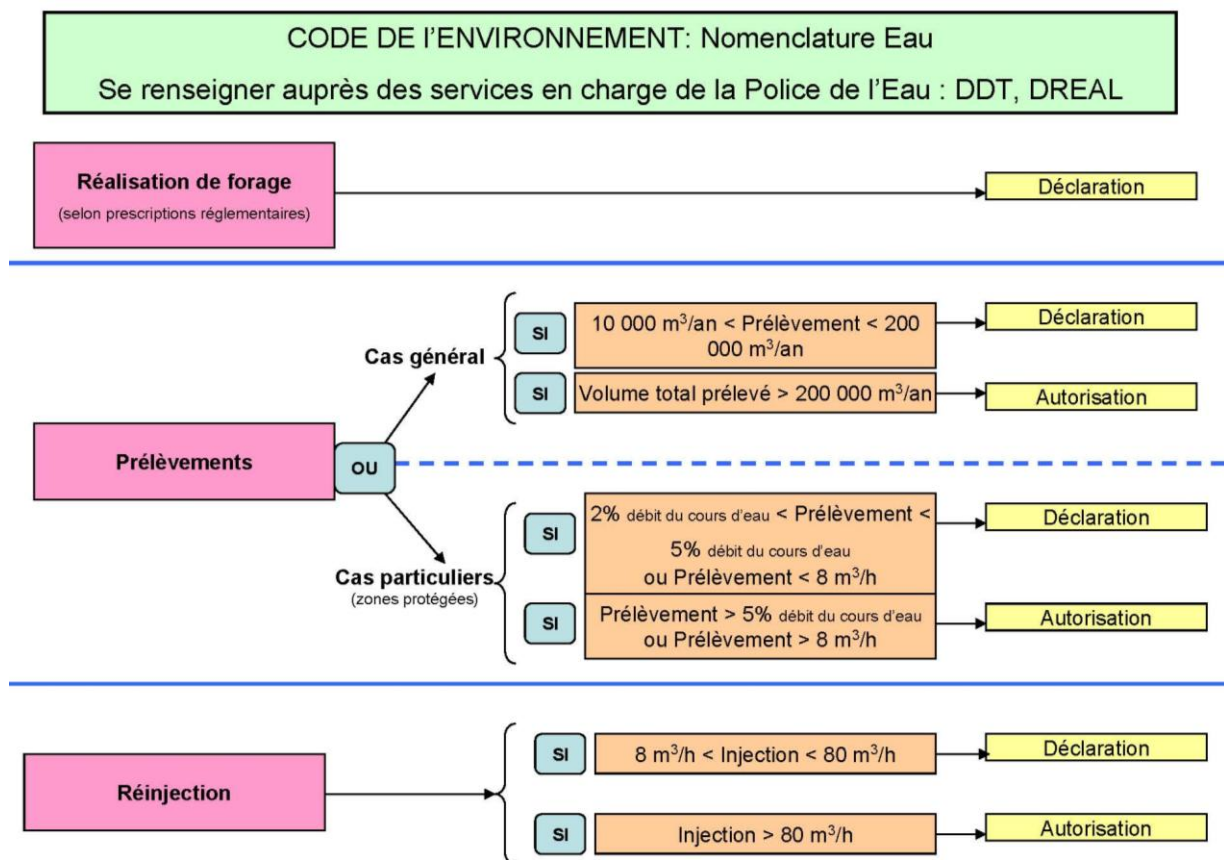 CODE DE l'ENVIRONNEMENT: Nomenclature Eau
Se renseigner auprès des services en charge de la Police de l'Eau : DDT, DREAL
Réalisation de forage
(selon prescriptions réglementaires)
Déclaration
Prélèvements
OU
Cas général
SI
10 000 m³/an < Prélèvement < 200
000 m³/an
Déclaration
SI
Volume total prélevé > 200 000 m³/an
Autorisation
Cas particuliers
(zones protégées)
SI
2% débit du cours d'eau < Prélèvement <
5% débit du cours d'eau
ou Prélèvement < 8 m³/h
Déclaration
SI
Prélèvement > 5% débit du cours d'eau
ou Prélèvement > 8 m³/h
Autorisation
Réinjection
SI
8 m³/h < Injection < 80 m³/h
Déclaration
SI
Injection > 80 m³/h
Autorisation